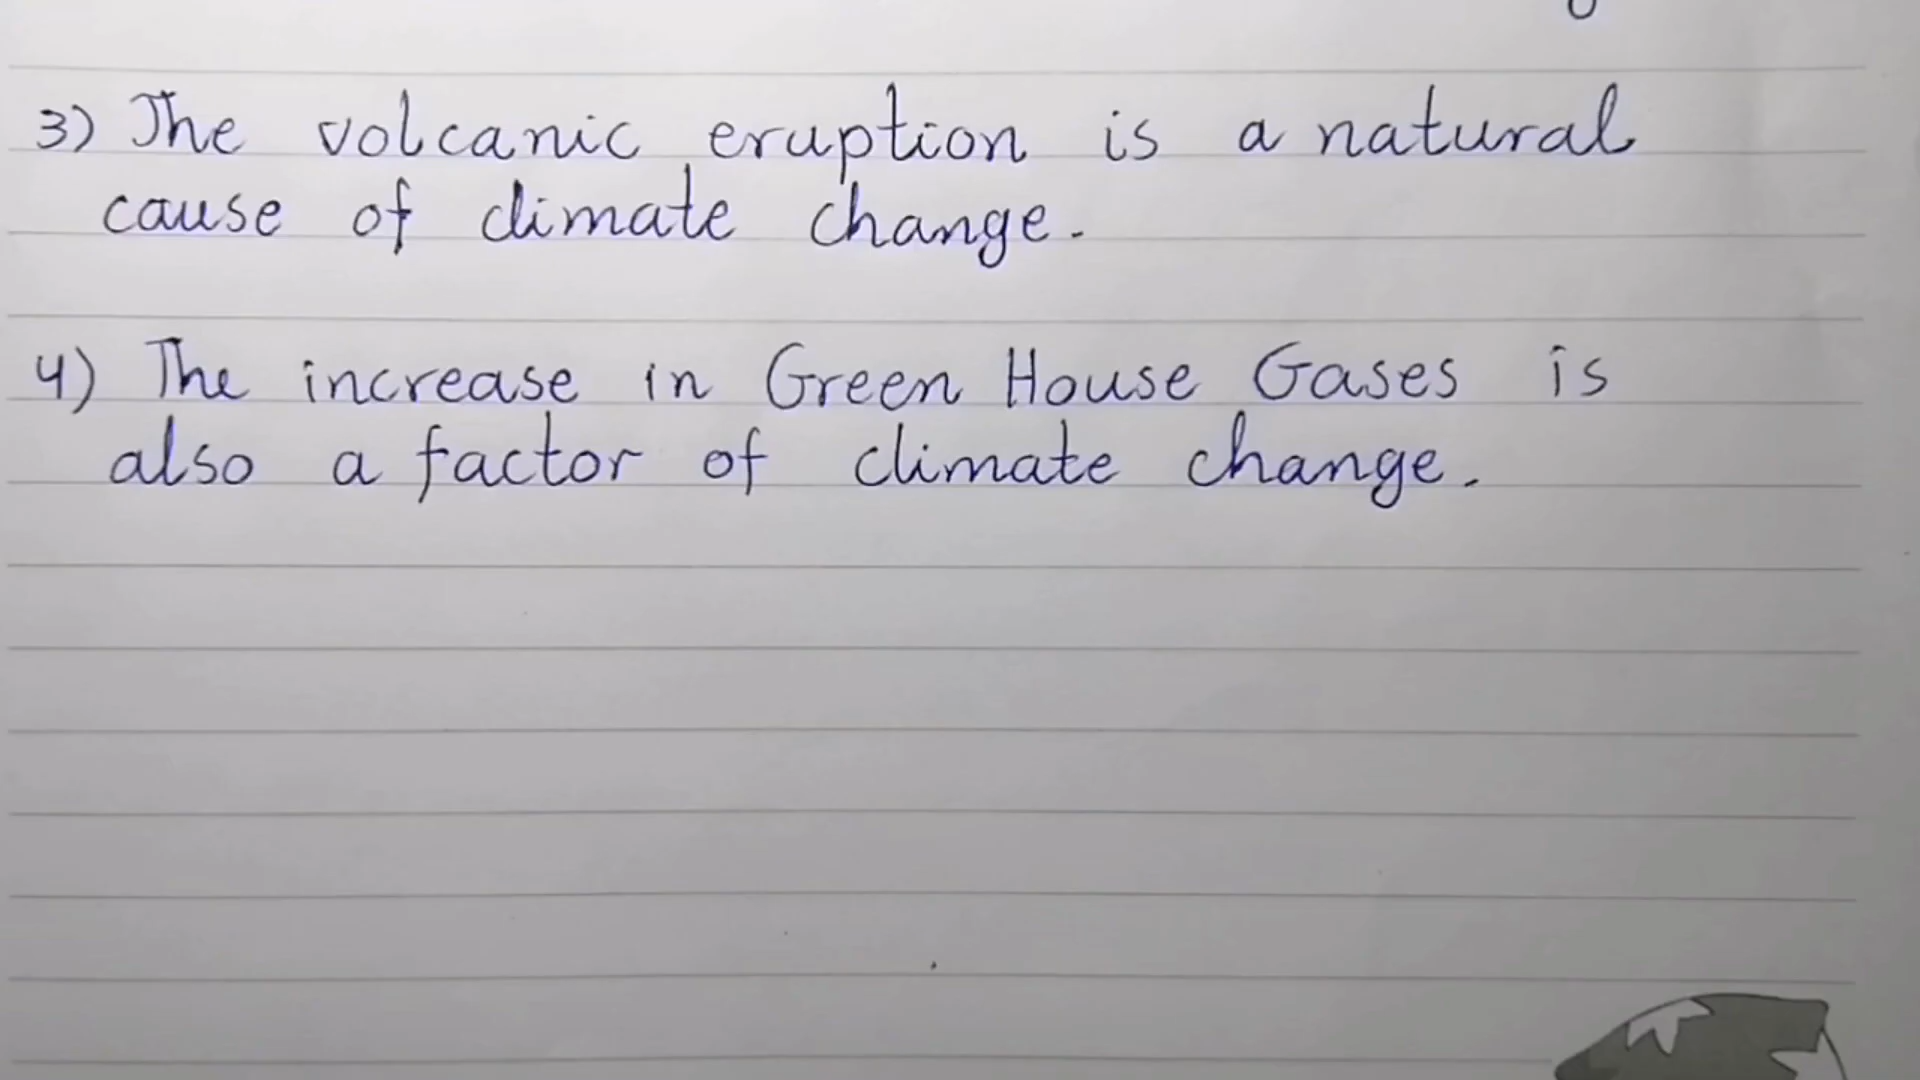 3) The volcanic eruption is a natural
cause of climate change.
4) The increase in Green House Gases is
also a factor of climate change.